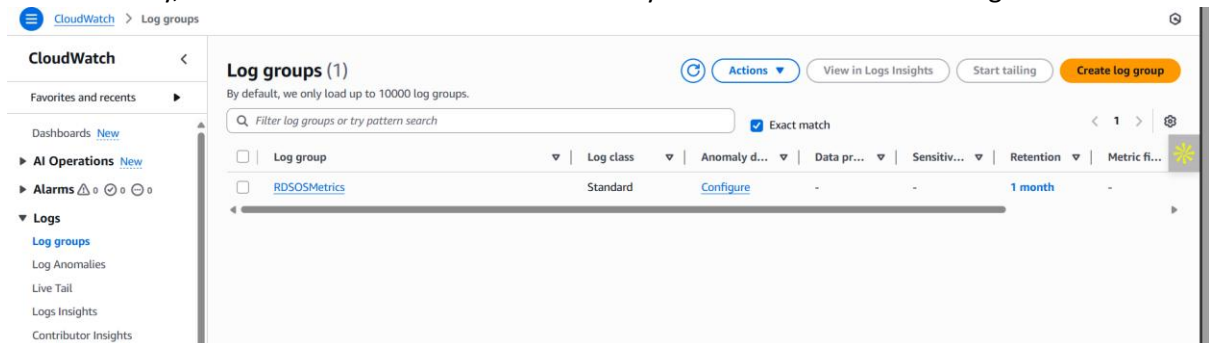 CloudWatch > Log groups
CloudWatch
Favorites and recents
Dashboards New
AI Operations New
Alarms 0 0 0
Logs
Log groups
Log Anomalies
Live Tail
Logs Insights
Contributor Insights
Log groups (1)
Actions
View in Logs Insights
Start tailing
Create log group
By default, we only load up to 10000 log groups.
Filter log groups or try pattern search
Exact match
< 1 >
Log group | Log class | Anomaly d... | Data pr... | Sensitiv... | Retention | Metric fi...
RDSOSMetrics Standard Configure - - 1 month -